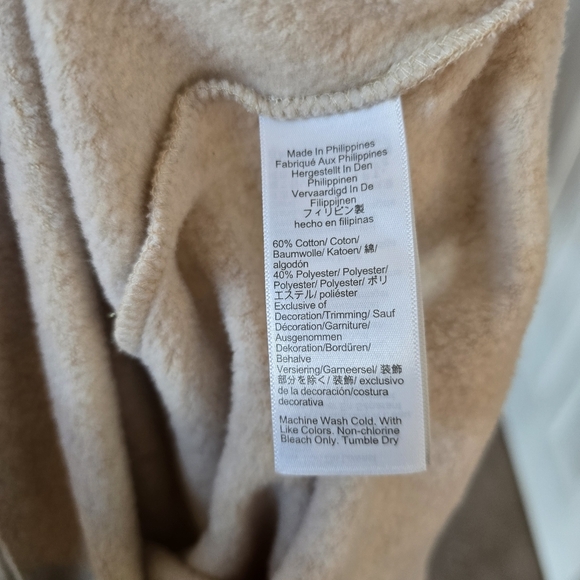 Made In Philippines
Fabriqué Aux Philippines
Hergestellt In Den
Philippinen
Vervaardigd In De
Filippijnen
フィリピン製
hecho en filipinas
60% Cotton/ Coton/
Baumwolle/ Katoen/ 綿/
algodón
40% Polyester/ Polyester/
Polyester/ Polyester/ ポリ
エステル/ poliéster
Exclusive of
Decoration/Trimming/ Sauf
Décoration/Garniture/
Ausgenommen
Dekoration/Bordüren/
Behalve
Versiering/Garneersel/ 装飾
部分を除く/ 装飾/ exclusivo
de la decoración/costura
decorativa
Machine Wash Cold. With
Like Colors. Non-chlorine
Bleach Only. Tumble Dry